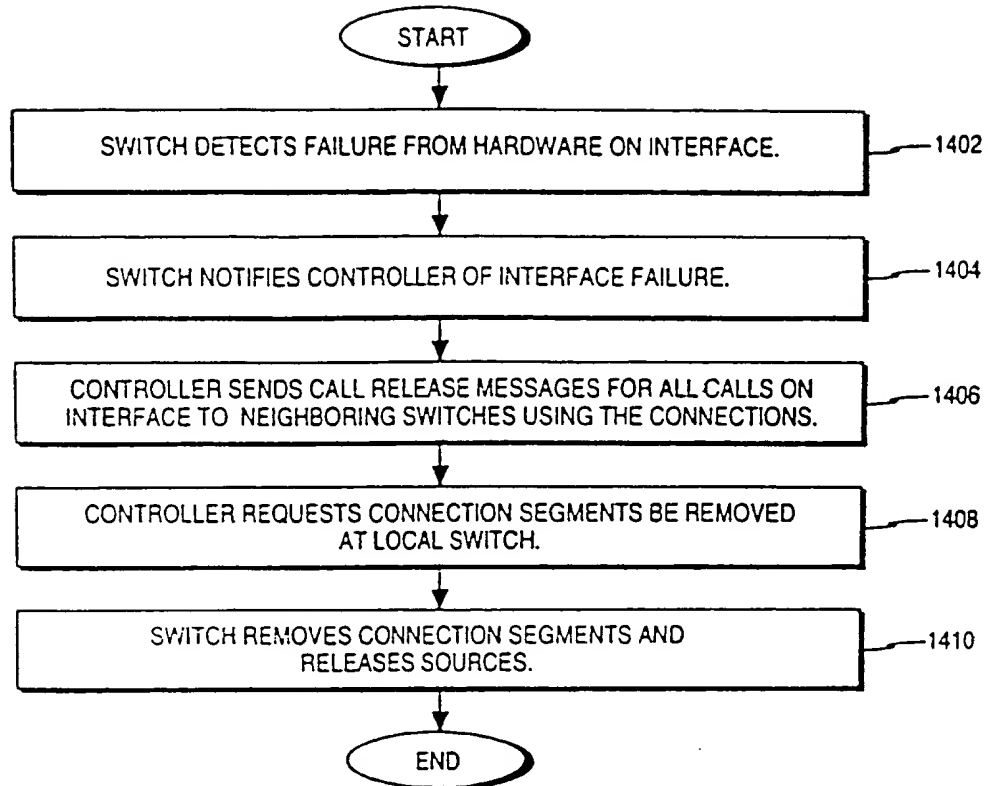 START
SWITCH DETECTS FAILURE FROM HARDWARE ON INTERFACE.
1402
SWITCH NOTIFIES CONTROLLER OF INTERFACE FAILURE.
1404
CONTROLLER SENDS CALL RELEASE MESSAGES FOR ALL CALLS ON
INTERFACE TO NEIGHBORING SWITCHES USING THE CONNECTIONS.
1406
CONTROLLER REQUESTS CONNECTION SEGMENTS BE REMOVED
AT LOCAL SWITCH.
1408
SWITCH REMOVES CONNECTION SEGMENTS AND
RELEASES SOURCES.
1410
END